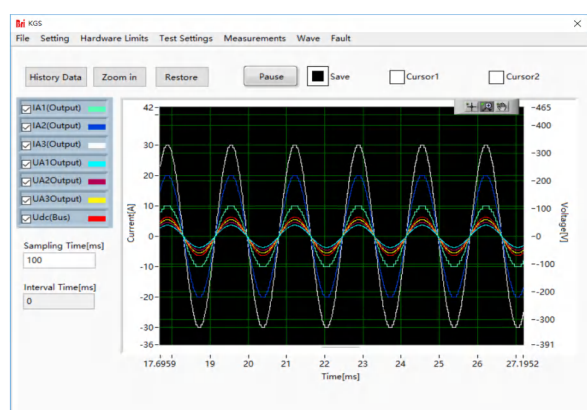 KGS
File Setting Hardware Limits Test Settings Measurements Wave Fault
History Data Zoom in Restore Pause Save Cursor1 Cursor2
IA1(Output)
IA2(Output)
IA3(Output)
UA1Output)
UA2Output)
UA3Output)
Udc(Bus)
Sampling Time[ms]
100
Interval Time[ms]
0
Current[A]
42
30
20
10
0
-10
-20
-30
-36
465
400
300
200
100
0
-100
-200
-300
-391
Voltage[V]
17.6959 19 20 21 22 23 24 25 26 27.1952
Time[ms]